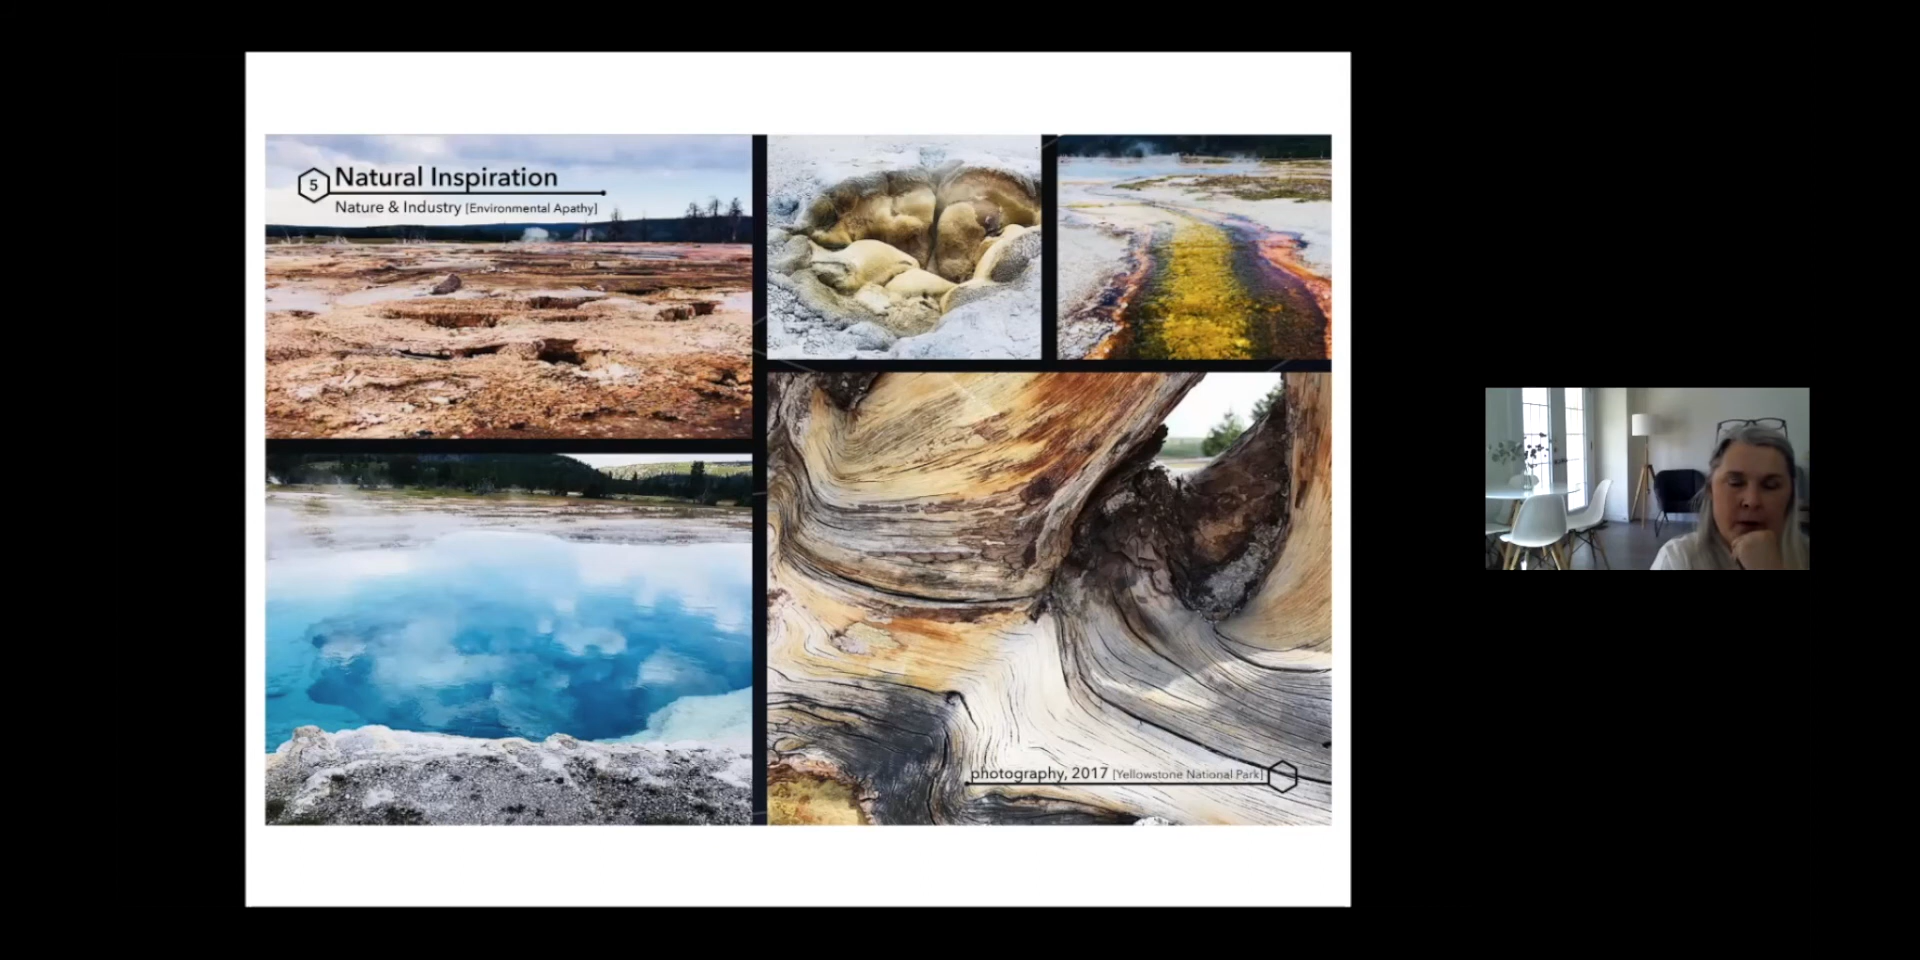 5
Natural Inspiration
Nature & Industry [Environmental Apathy]
photography, 2017 [Yellowstone National Park]